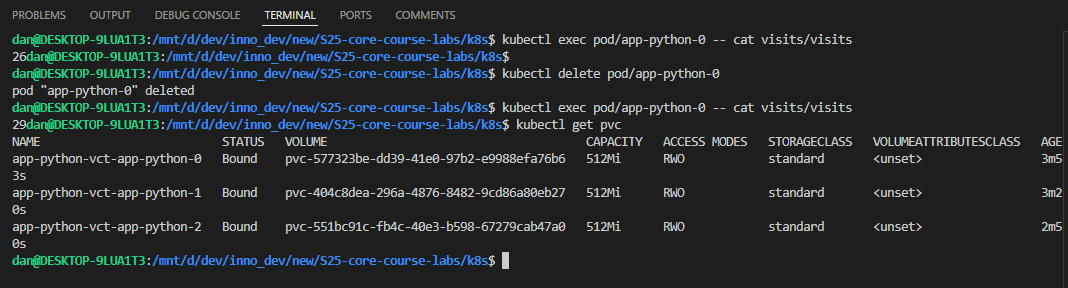 PROBLEMS OUTPUT DEBUG CONSOLE TERMINAL PORTS COMMENTS
dan@DESKTOP-9LUA1T3:/mnt/d/dev/inno_dev/new/S25-core-course-labs/k8s$ kubectl exec pod/app-python-0 -- cat visits/visits
26dan@DESKTOP-9LUA1T3:/mnt/d/dev/inno_dev/new/S25-core-course-labs/k8s$
dan@DESKTOP-9LUA1T3:/mnt/d/dev/inno_dev/new/S25-core-course-labs/k8s$ kubectl delete pod/app-python-0
pod "app-python-0" deleted
dan@DESKTOP-9LUA1T3:/mnt/d/dev/inno_dev/new/S25-core-course-labs/k8s$ kubectl exec pod/app-python-0 -- cat visits/visits
29dan@DESKTOP-9LUA1T3:/mnt/d/dev/inno_dev/new/S25-core-course-labs/k8s$ kubectl get pvc
NAME STATUS VOLUME CAPACITY ACCESS MODES STORAGECLASS VOLUMEATTRIBUTESCLASS AGE
app-python-vct-app-python-0 Bound pvc-577323be-dd39-41e0-97b2-e9988efa76b6 512Mi RWO standard <unset> 3m5
3s
app-python-vct-app-python-1 Bound pvc-404c8dea-296a-4876-8482-9cd86a80eb27 512Mi RWO standard <unset> 3m2
0s
app-python-vct-app-python-2 Bound pvc-551bc91c-fb4c-40e3-b598-67279cab47a0 512Mi RWO standard <unset> 2m5
0s
dan@DESKTOP-9LUA1T3:/mnt/d/dev/inno_dev/new/S25-core-course-labs/k8s$